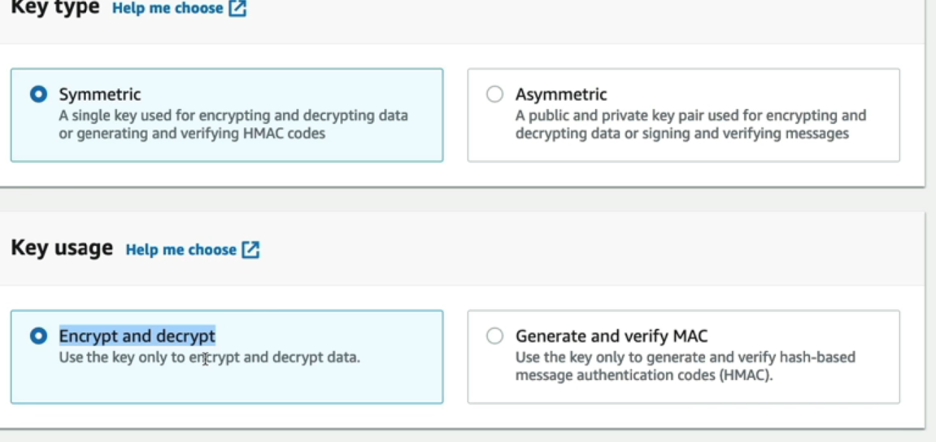 Key type Help me choose
Symmetric
A single key used for encrypting and decrypting data
or generating and verifying HMAC codes
Asymmetric
A public and private key pair used for encrypting and
decrypting data or signing and verifying messages
Key usage Help me choose
Encrypt and decrypt
Use the key only to encrypt and decrypt data.
Generate and verify MAC
Use the key only to generate and verify hash-based
message authentication codes (HMAC).